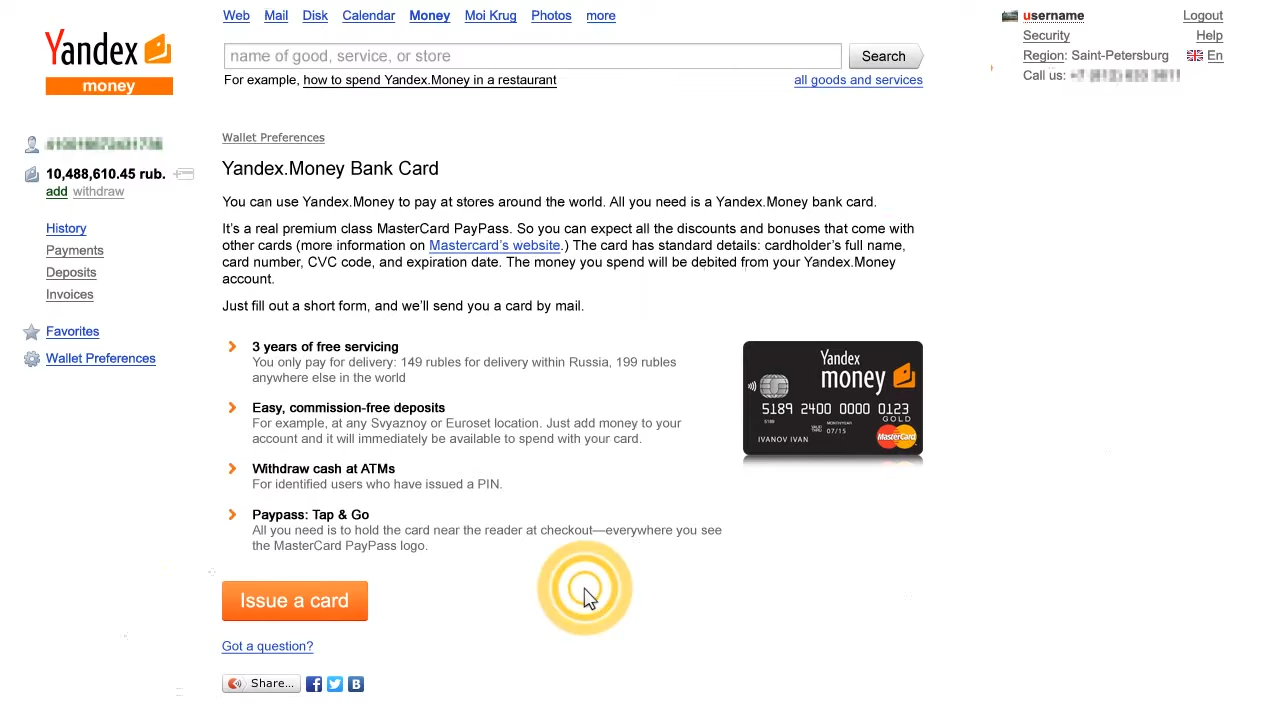 Web Mail Disk Calendar Money Moi Krug Photos more
username Logout
Yandex
money
name of good, service, or store Search
Security Help
Region: Saint-Petersburg En
For example, how to spend Yandex.Money in a restaurant all goods and services
Call us:
Wallet Preferences
10,488,610.45 rub.
add withdraw
History
Payments
Deposits
Invoices
Favorites
Wallet Preferences
Yandex.Money Bank Card
You can use Yandex.Money to pay at stores around the world. All you need is a Yandex.Money bank card.
It's a real premium class MasterCard PayPass. So you can expect all the discounts and bonuses that come with
other cards (more information on Mastercard's website.) The card has standard details: cardholder's full name,
card number, CVC code, and expiration date. The money you spend will be debited from your Yandex.Money
account.
Just fill out a short form, and we'll send you a card by mail.
3 years of free servicing
You only pay for delivery: 149 rubles for delivery within Russia, 199 rubles
anywhere else in the world
Easy, commission-free deposits
For example, at any Svyaznoy or Euroset location. Just add money to your
account and it will immediately be available to spend with your card.
Withdraw cash at ATMs
For identified users who have issued a PIN.
Paypass: Tap & Go
All you need is to hold the card near the reader at checkout—everywhere you see
the MasterCard PayPass logo.
Yandex
money
5189 2400 0000 0123
GOLD
5189
07/15
IVANOV IVAN
MasterCard
Issue a card
Got a question?
Share...